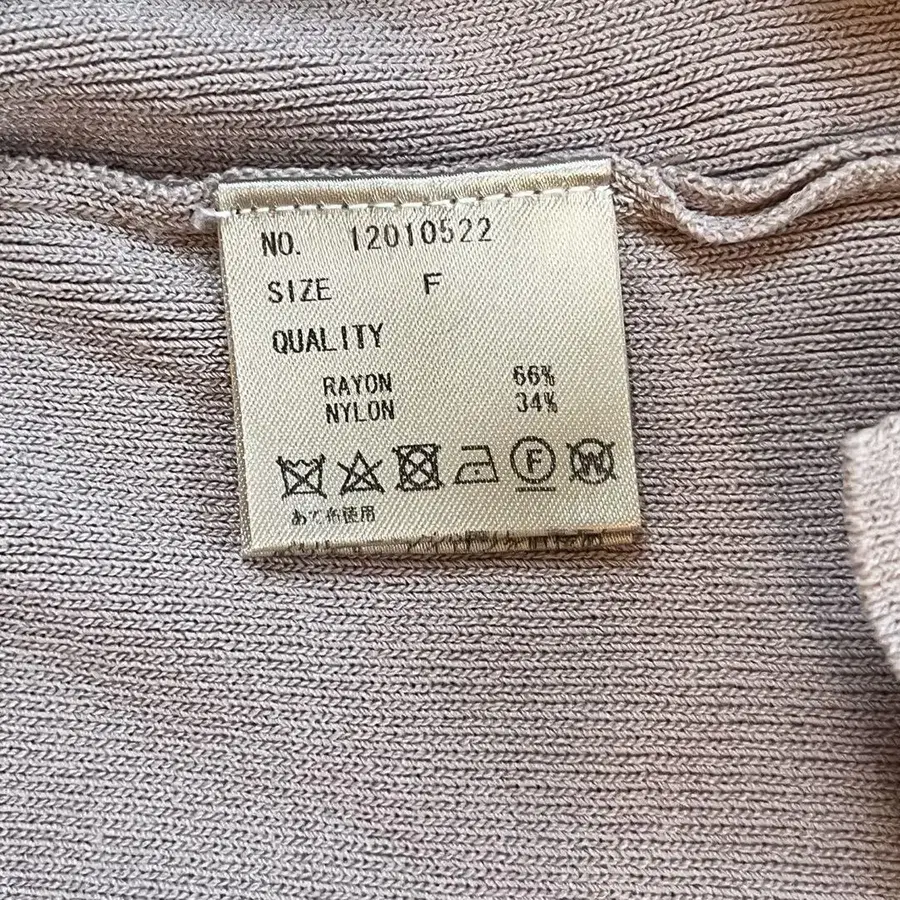 NO. 12010522
SIZE F
QUALITY
RAYON 66%
NYLON 34%
F W
あて布使用